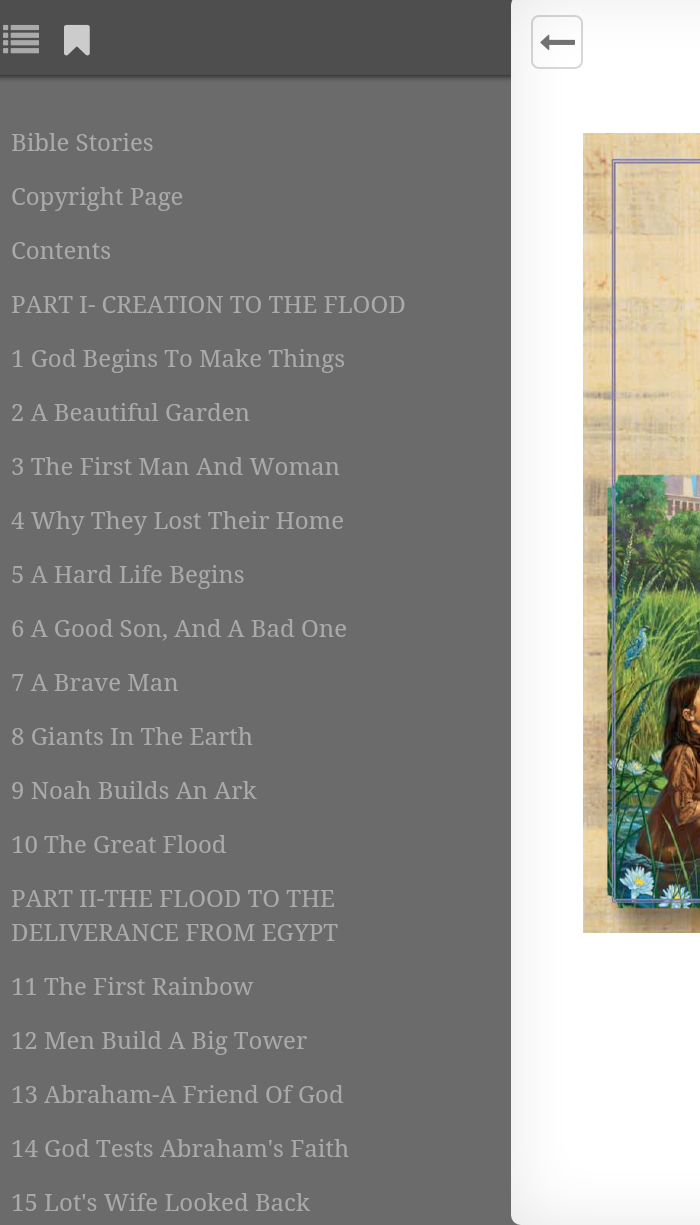 Bible Stories
Copyright Page
Contents
PART I- CREATION TO THE FLOOD
1 God Begins To Make Things
2 A Beautiful Garden
3 The First Man And Woman
4 Why They Lost Their Home
5 A Hard Life Begins
6 A Good Son, And A Bad One
7 A Brave Man
8 Giants In The Earth
9 Noah Builds An Ark
10 The Great Flood
PART II-THE FLOOD TO THE
DELIVERANCE FROM EGYPT
11 The First Rainbow
12 Men Build A Big Tower
13 Abraham-A Friend Of God
14 God Tests Abraham's Faith
15 Lot's Wife Looked Back